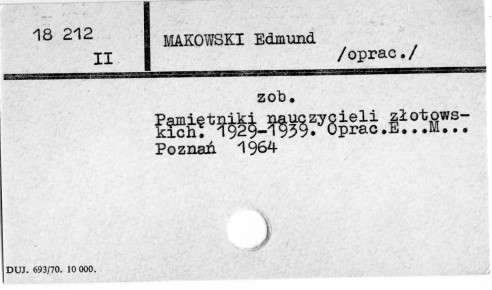 18 212
II
MAKOWSKI Edmund
/oprac./
zob.
Pamiętniki nauczycieli złotows-
kich. 1929-1939. Oprac.E...M...
Poznań 1964
DUJ. 693/70. 10 000.